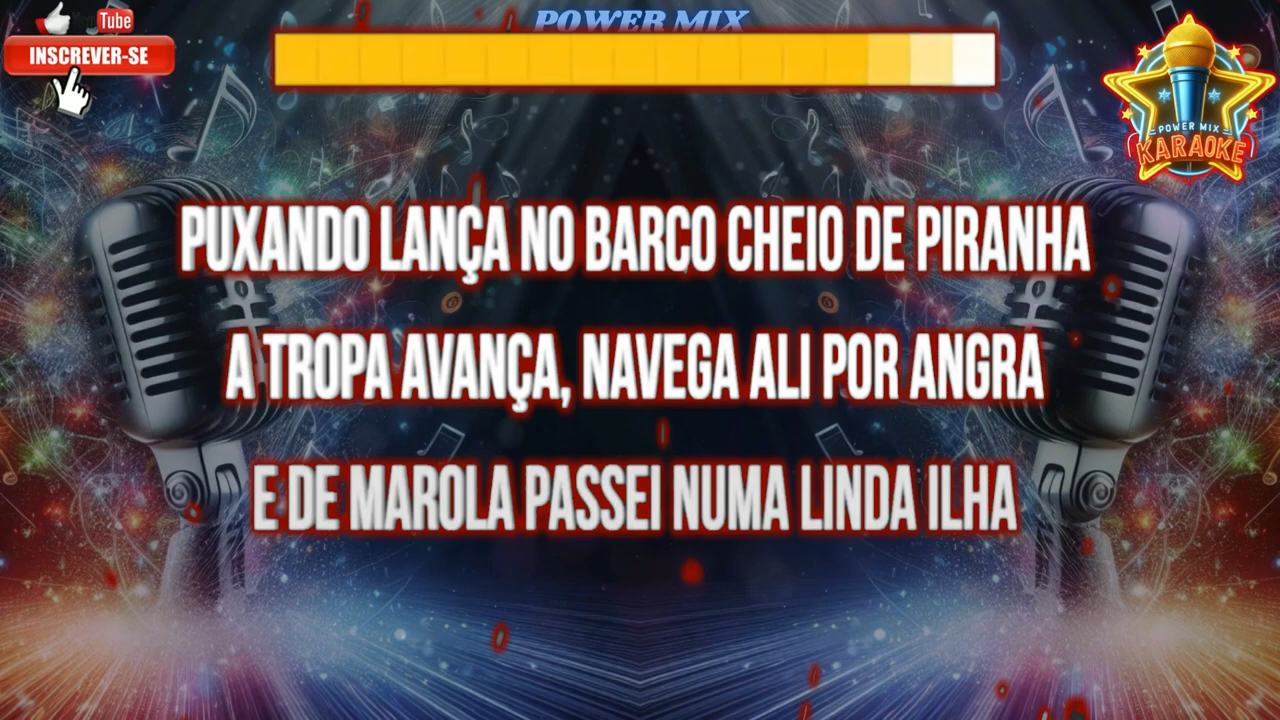 YouTube
INSCREVER-SE
POWER MIX
POWER MIX
KARAOKE
PUXANDO LANÇA NO BARCO CHEIO DE PIRANHA
A TROPA AVANÇA, NAVEGA ALI POR ANGRA
E DE MAROLA PASSEI NUMA LINDA ILHA